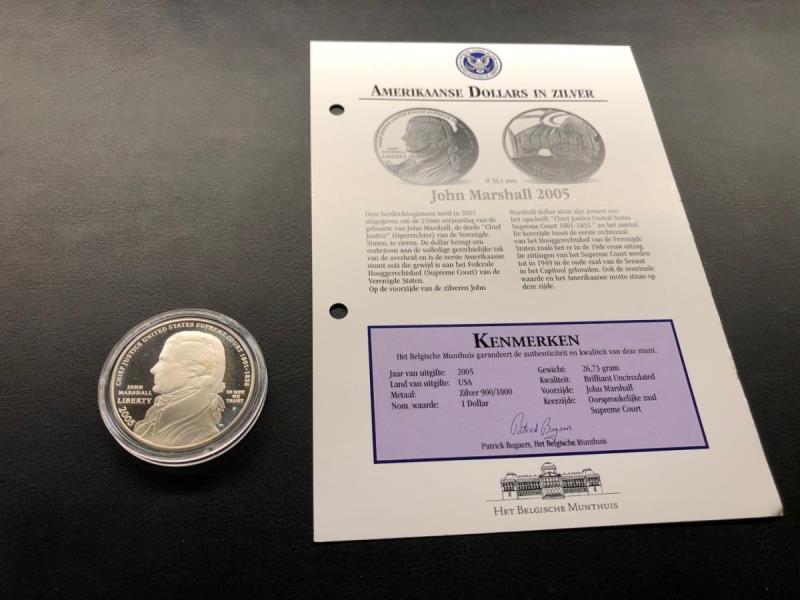 AMERIKAANSE DOLLARS IN ZILVER
CHIEF JUSTICE UNITED STATES SUPREME COURT
JOHN
MARSHALL
LIBERTY
Ø 38,1 mm
John Marshall 2005
Deze herdenkingsmunt werd in 2005
uitgegeven om de 250ste verjaardag van de
geboorte van John Marshall, de derde "Chief
Justice" (Opperrechter) van de Verenigde
Staten, te vieren. De dollar brengt een
eerbetoon aan de volledige gerechtelijke tak
van de overheid en is de eerste Amerikaanse
munt ooit die gewijd is aan het Federale
Hooggerechtshof (Supreme Court) van de
Verenigde Staten.
Op de voorzijde van de zilveren John
Marshall dollar staat zijn portret met
het opschrift "Chief Justice United States
Supreme Court 1801-1835" en het jaartal.
De keerzijde toont de eerste rechtszaal
van het Hooggerechtshof van de Verenigde
Staten zoals het er in de 19de eeuw uitzag.
De zittingen van het Supreme Court werden
tot in 1949 in de oude zaal van de Senaat
in het Capitool gehouden. Ook de nominale
waarde en het Amerikaanse motto staan op
deze zijde.
KENMERKEN
Het Belgische Munthuis garandeert de authenticiteit en kwaliteit van deze munt.
Jaar van uitgifte: 2005
Land van uitgifte: USA
Metaal: Zilver 900/1000
Nom. waarde: 1 Dollar
Gewicht: 26,73 gram
Kwaliteit: Brilliant Uncirculated
Voorzijde: John Marshall
Keerzijde: Oorspronkelijke zaal
Supreme Court
Patrick Bogaers
Patrick Bogaers, Het Belgische Munthuis
HET BELGISCHE MUNTHUIS
CHIEF JUSTICE UNITED STATES SUPREME COURT 1801-1835
JOHN
MARSHALL
LIBERTY
IN GOD
WE
TRUST
P
2005